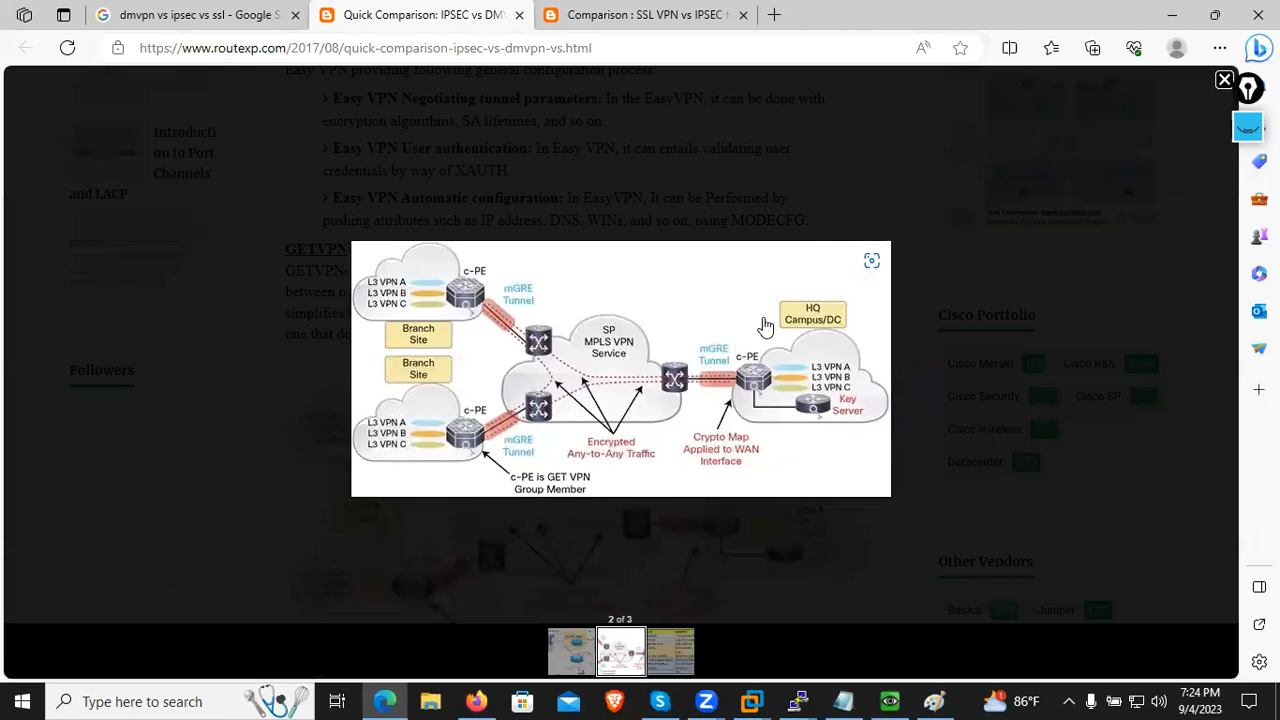 dmvpn vs ipsec vs ssl - Google S
Comparison: IPSEC vs DMV
Comparison : SSL VPN vs IPSEC t
https://www.routexp.com/2017/08/quick-comparison-ipsec-vs-dmvpn-vs.html
Easy VPN providing following general configuration process.
> Easy VPN Negotiating tunnel parameters: In the EasyVPN, it can be done with
encryption algorithms, SA lifetimes, and so on.
> Easy VPN User authentication: In Easy VPN, it can entails validating user
credentials by way of XAUTH.
> Easy VPN Automatic configuration: In EasyVPN, It can be Performed by
pushing attributes such as IP address. DNS. WINs, and so on, using MODECFG.
Introducti
on to Port
Channels
and LACP
GETVPN
GETVPN
between
simplifies
one that do
Followers
c-PE
L3 VPN A
L3 VPN B
L3 VPN C
mGRE
Tunnel
Branch
Site
Branch
Site
c-PE
L3 VPN A
L3 VPN B
L3 VPN C
mGRE
Tunnel
c-PE is GET VPN
Group Member
SP
MPLS VPN
Service
Encrypted
Any-to-Any Traffic
mGRE
Tunnel
c-PE
HQ
Campus/DC
L3 VPN A
L3 VPN B
L3 VPN C
Key
Server
Crypto Map
Applied to WAN
Interface
www.routexp.com
Cisco Portfolio
Cisco Meraki
Cisco R&S
Cisco Security
Cisco SP
Cisco Wireless
Datacenter
Other Vendors
Basics
Juniper
2 of 3
Type here to search
86°F
7:24 PM
9/4/2023